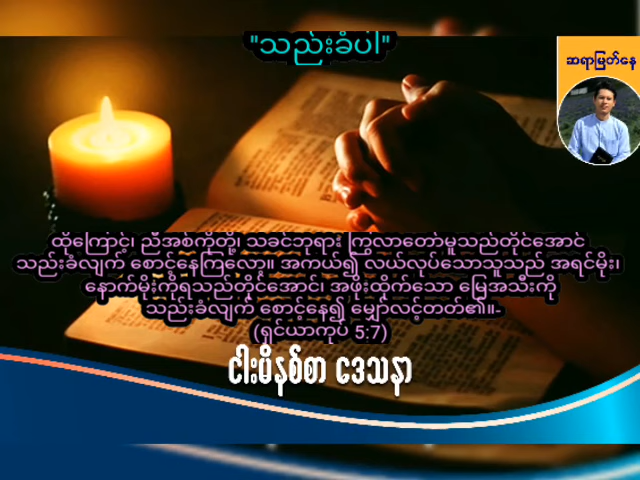 "သည်းခံပါ"
ဆရာမြတ်နေ
ထိုကြောင့်၊ ညီအစ်ကိုတို့၊ သခင်ဘုရား ကြွလာတော်မူသည်တိုင်အောင်
သည်းခံလျက် စောင့်နေကြလော့။ အကယ်၍ လယ်လုပ်သောသူသည် အရင်မိုး၊
နောက်မိုးကိုရသည်တိုင်အောင်၊ အဖိုးထိုက်သော မြေအသီးကို
သည်းခံလျက် စောင့်နေ၍ မျှော်လင့်တတ်၏။-
(ရှင်ယာကုပ် 5:7)
ငါးမိနစ်စာ ဒေသနာ